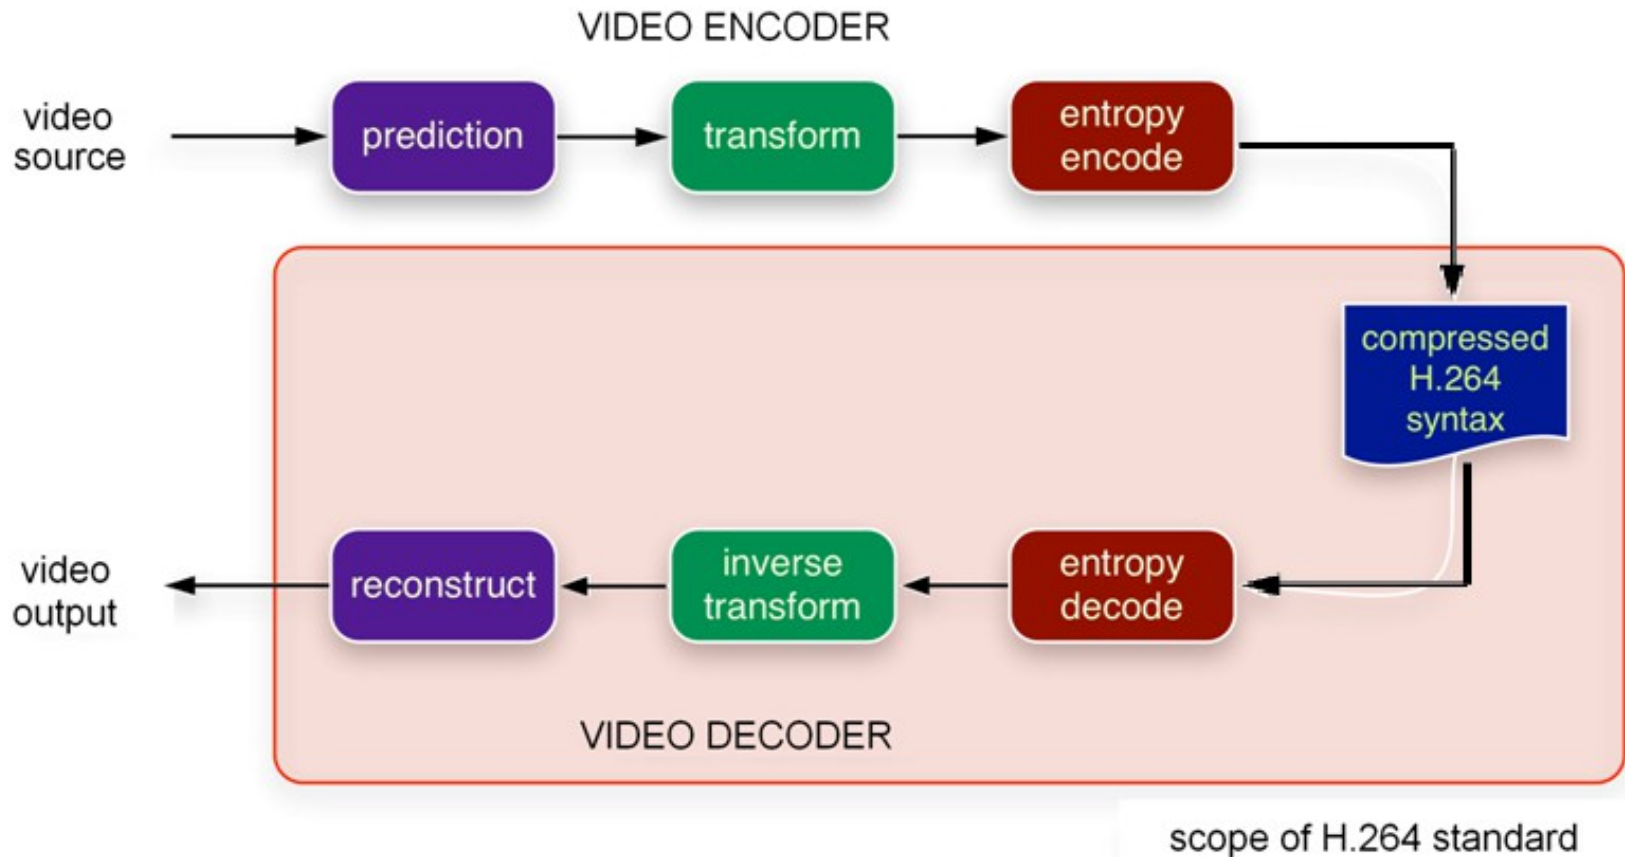 VIDEO ENCODER
video
source
prediction
transform
entropy
encode
compressed
H.264
syntax
video
output
reconstruct
inverse
transform
entropy
decode
VIDEO DECODER
scope of H.264 standard